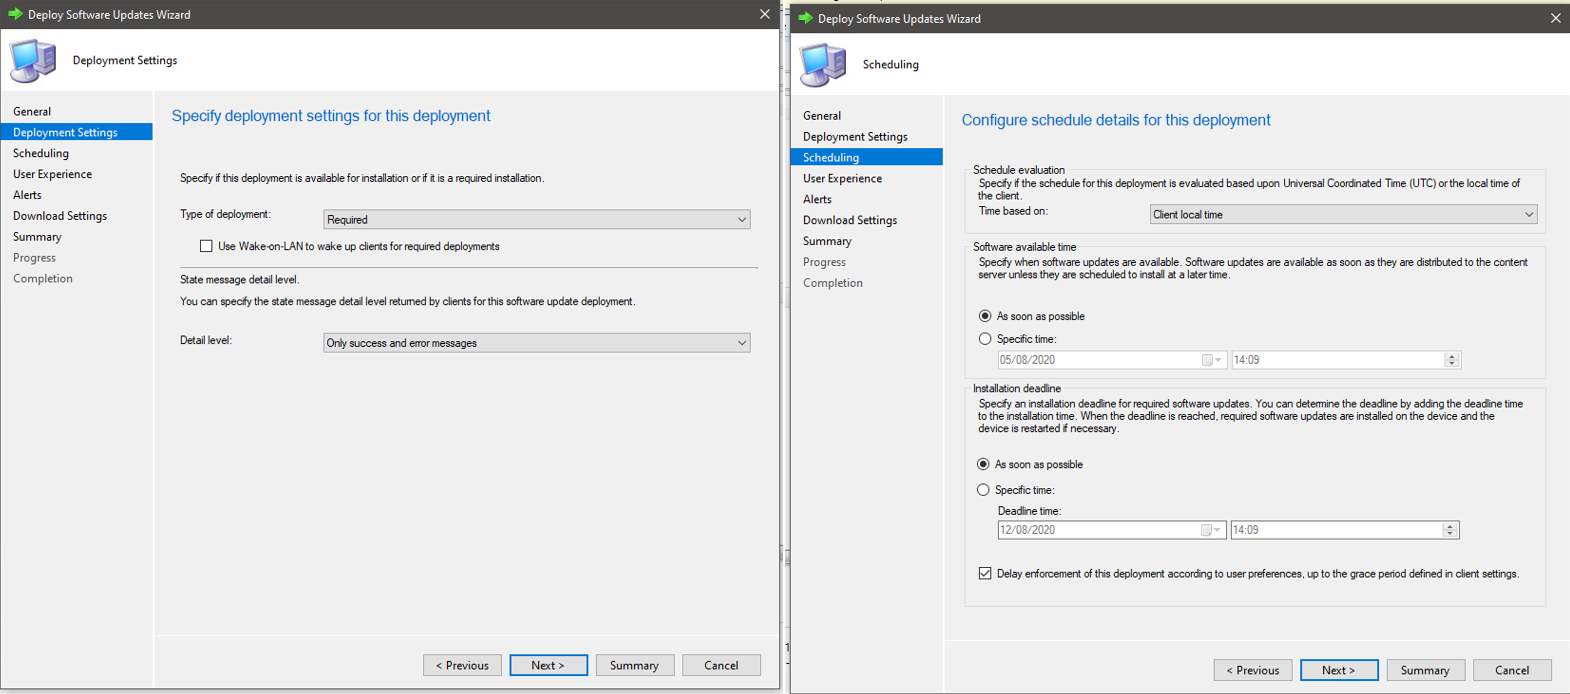 Deploy Software Updates Wizard
Deployment Settings
General
Deployment Settings
Scheduling
User Experience
Alerts
Download Settings
Summary
Progress
Completion
Specify deployment settings for this deployment
Specify if this deployment is available for installation or if it is a required installation.
Type of deployment:
Required
Use Wake-on-LAN to wake up clients for required deployments
State message detail level.
You can specify the state message detail level returned by clients for this software update deployment.
Detail level:
Only success and error messages
< Previous
Next >
Summary
Cancel
Deploy Software Updates Wizard
Scheduling
General
Deployment Settings
Scheduling
User Experience
Alerts
Download Settings
Summary
Progress
Completion
Configure schedule details for this deployment
Schedule evaluation
Specify if the schedule for this deployment is evaluated based upon Universal Coordinated Time (UTC) or the local time of
the client.
Time based on:
Client local time
Software available time
Specify when software updates are available. Software updates are available as soon as they are distributed to the content
server unless they are scheduled to install at a later time.
As soon as possible
Specific time:
05/08/2020
14:09
Installation deadline
Specify an installation deadline for required software updates. You can determine the deadline by adding the deadline time
to the installation time. When the deadline is reached, required software updates are installed on the device and the
device is restarted if necessary.
As soon as possible
Specific time:
Deadline time:
12/08/2020
14:09
Delay enforcement of this deployment according to user preferences, up to the grace period defined in client settings.
< Previous
Next >
Summary
Cancel